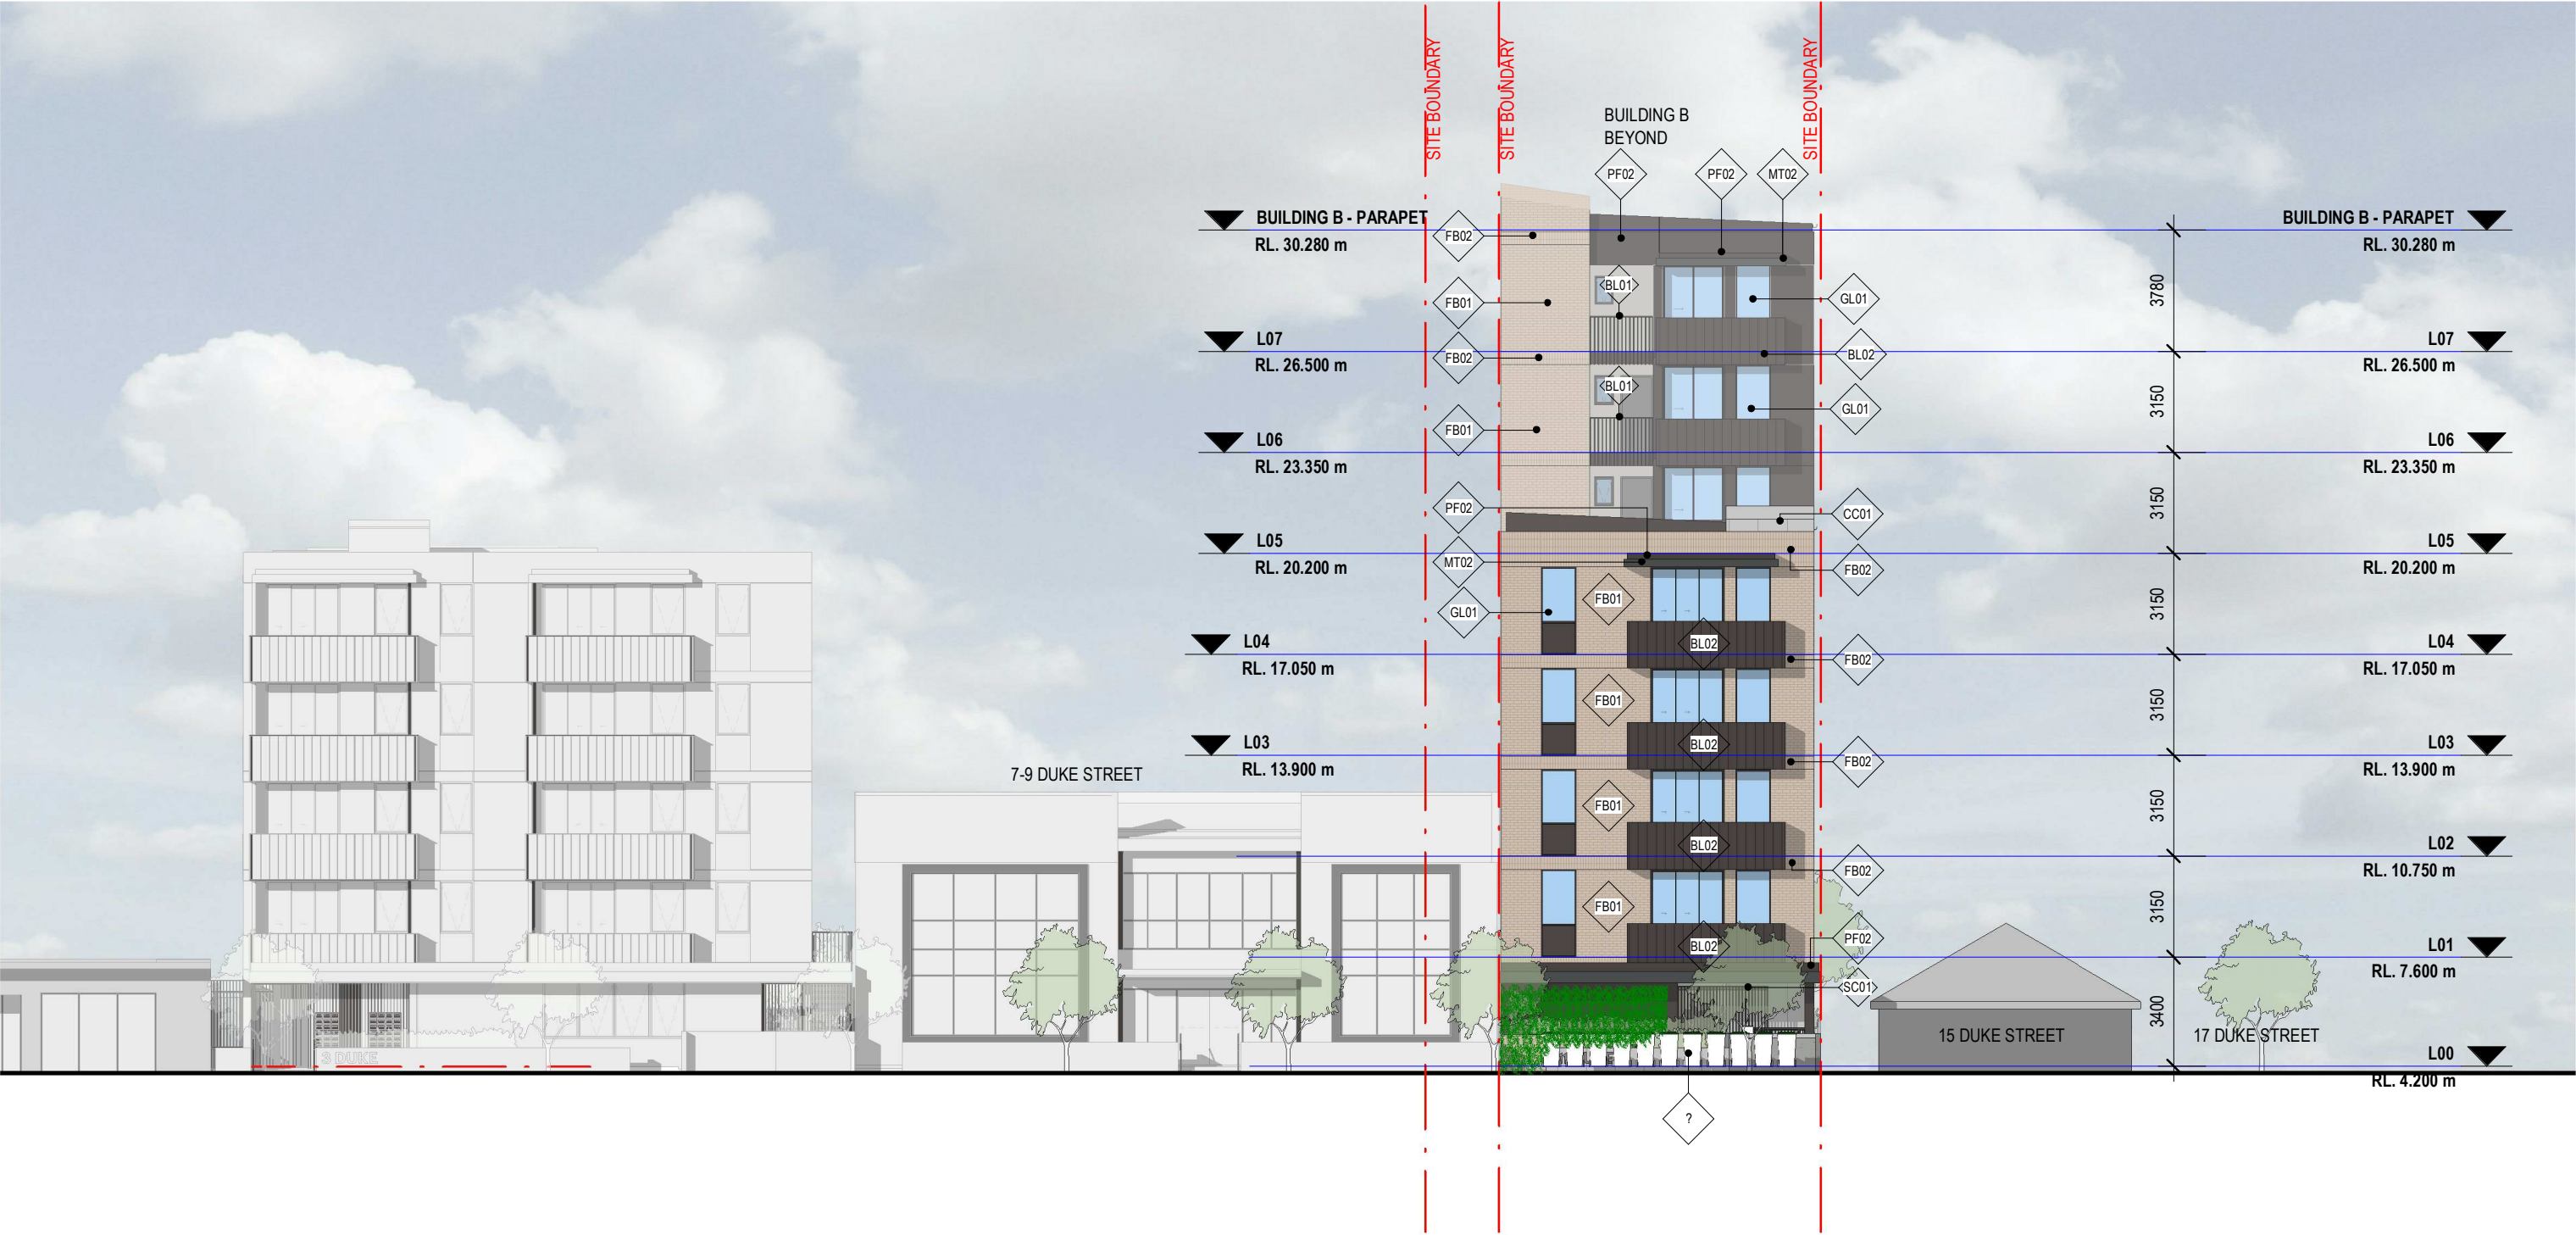 SITE BOUNDARY
SITE BOUNDARY
SITE BOUNDARY
BUILDING B
BEYOND
PF02
PF02
MT02
BUILDING B - PARAPET
RL. 30.280 m
FB02
BUILDING B - PARAPET
RL. 30.280 m
BL01
FB01
GL01
3780
L07
RL. 26.500 m
FB02
BL02
L07
RL. 26.500 m
BL01
GL01
3150
FB01
L06
RL. 23.350 m
L06
RL. 23.350 m
PF02
CC01
3150
L05
RL. 20.200 m
MT02
FB02
L05
RL. 20.200 m
GL01
FB01
3150
L04
RL. 17.050 m
BL02
FB02
L04
RL. 17.050 m
FB01
3150
L03
RL. 13.900 m
BL02
FB02
L03
RL. 13.900 m
7-9 DUKE STREET
FB01
3150
BL02
FB02
L02
RL. 10.750 m
FB01
3150
BL02
PF02
L01
RL. 7.600 m
SC01
3400
15 DUKE STREET
17 DUKE STREET
3 DUKE
L00
RL. 4.200 m
?